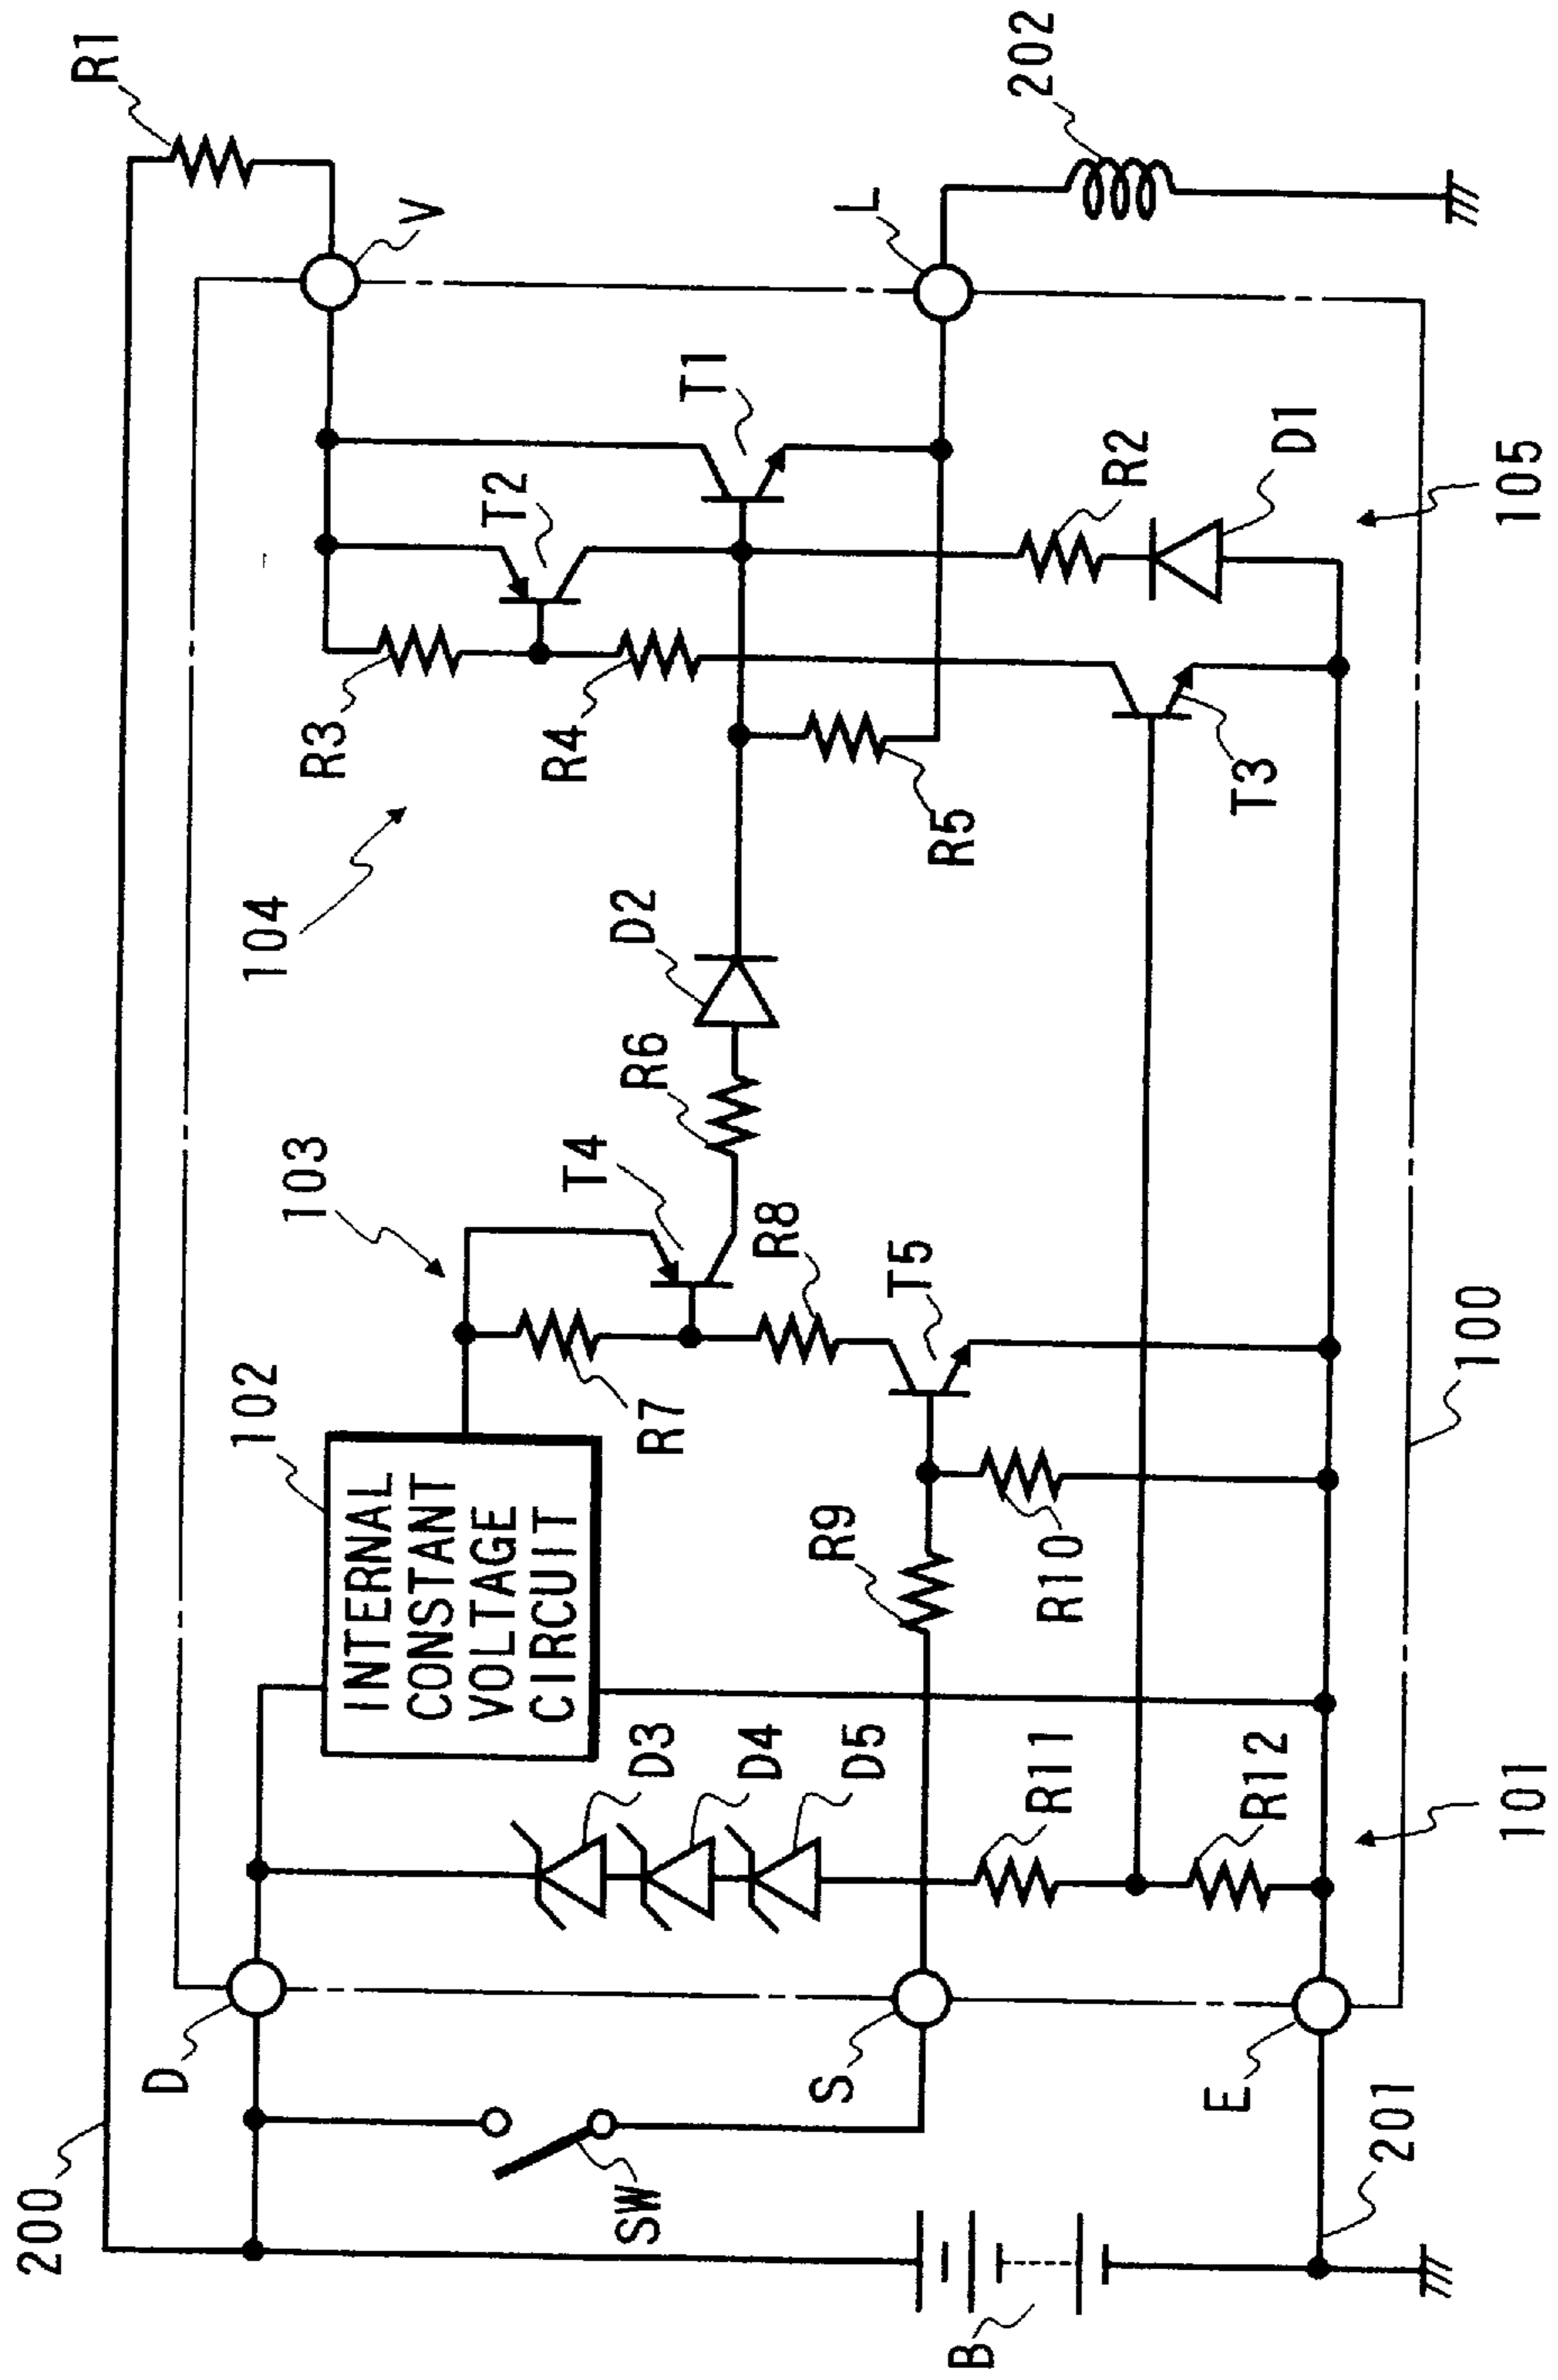 200
R1
D
V
102
INTERNAL
CONSTANT
VOLTAGE
CIRCUIT
103
104
R3
T2
R4
T1
L
202
SW
S
D3
D4
D5
R7
T4
R6
D2
R8
T5
R9
R10
R5
R2
D1
T3
B
E
R11
R12
201
101
100
105